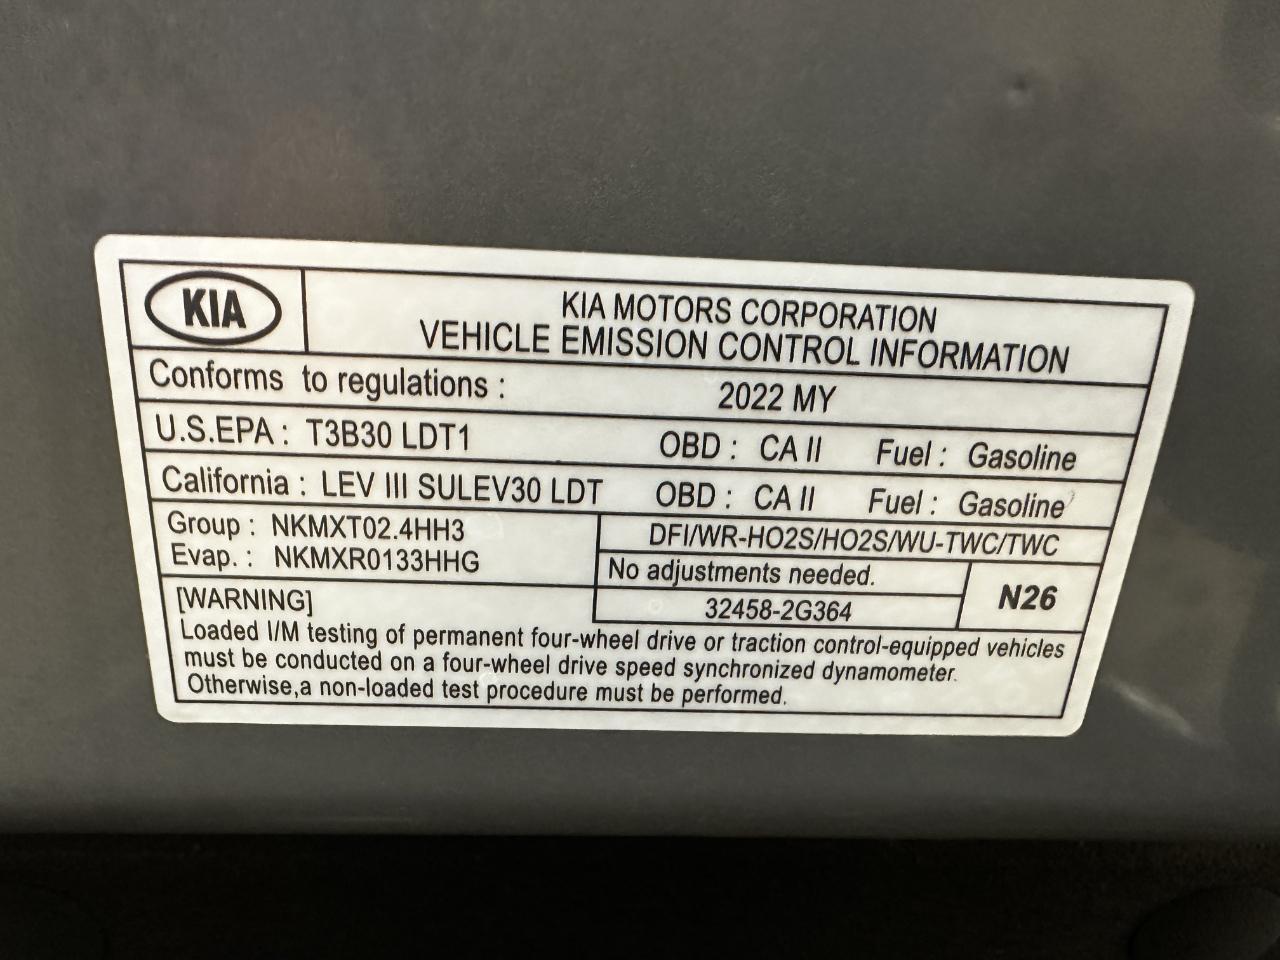 KIA
KIA MOTORS CORPORATION
VEHICLE EMISSION CONTROL INFORMATION
Conforms to regulations : 2022 MY
U.S.EPA : T3B30 LDT1 OBD : CA II Fuel : Gasoline
California : LEV III SULEV30 LDT OBD : CA II Fuel : Gasoline
Group : NKMXT02.4HH3
Evap. : NKMXR0133HHG
DFI/WR-HO2S/HO2S/WU-TWC/TWC
No adjustments needed.
32458-2G364
N26
[WARNING]
Loaded I/M testing of permanent four-wheel drive or traction control-equipped vehicles
must be conducted on a four-wheel drive speed synchronized dynamometer.
Otherwise,a non-loaded test procedure must be performed.